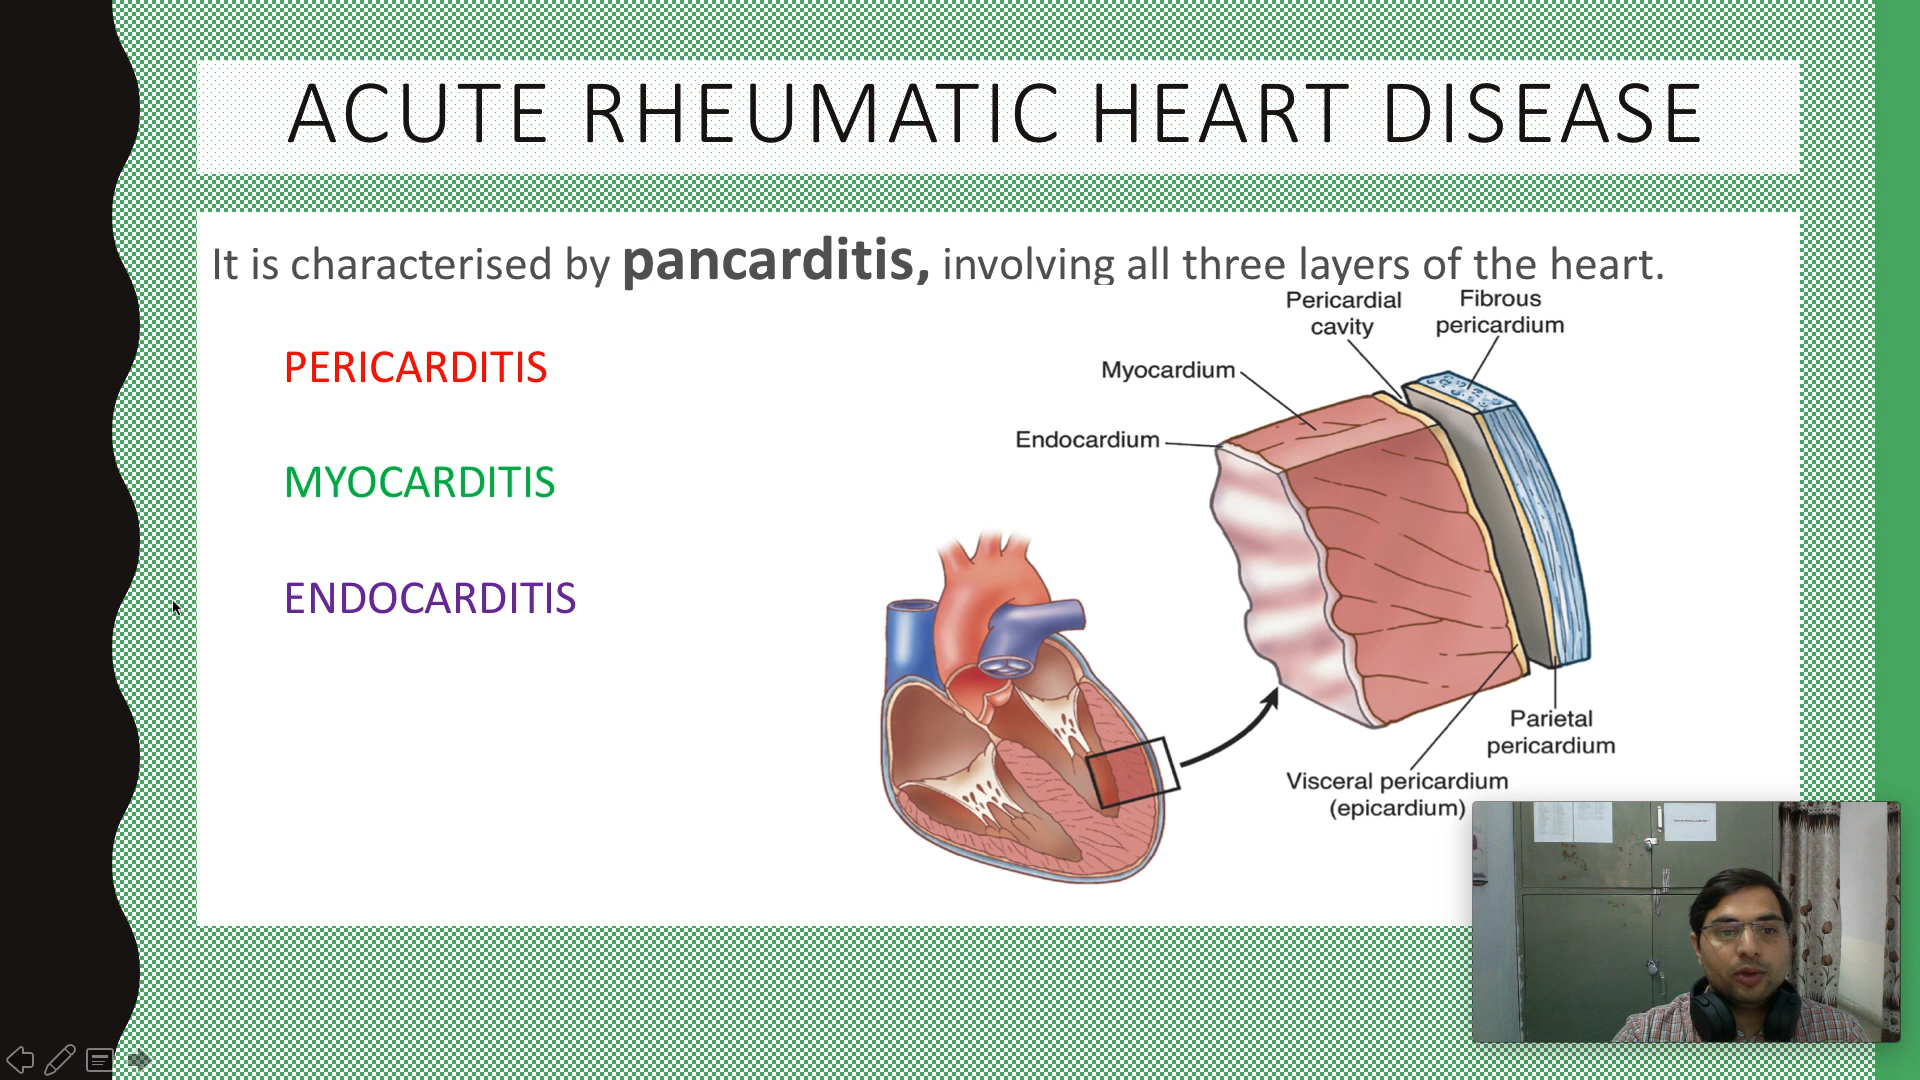 ACUTE RHEUMATIC HEART DISEASE
It is characterised by pancarditis, involving all three layers of the heart.
PERICARDITIS
MYOCARDITIS
ENDOCARDITIS
Pericardial
cavity
Fibrous
pericardium
Myocardium
Endocardium
Parietal
pericardium
Visceral pericardium
(epicardium)